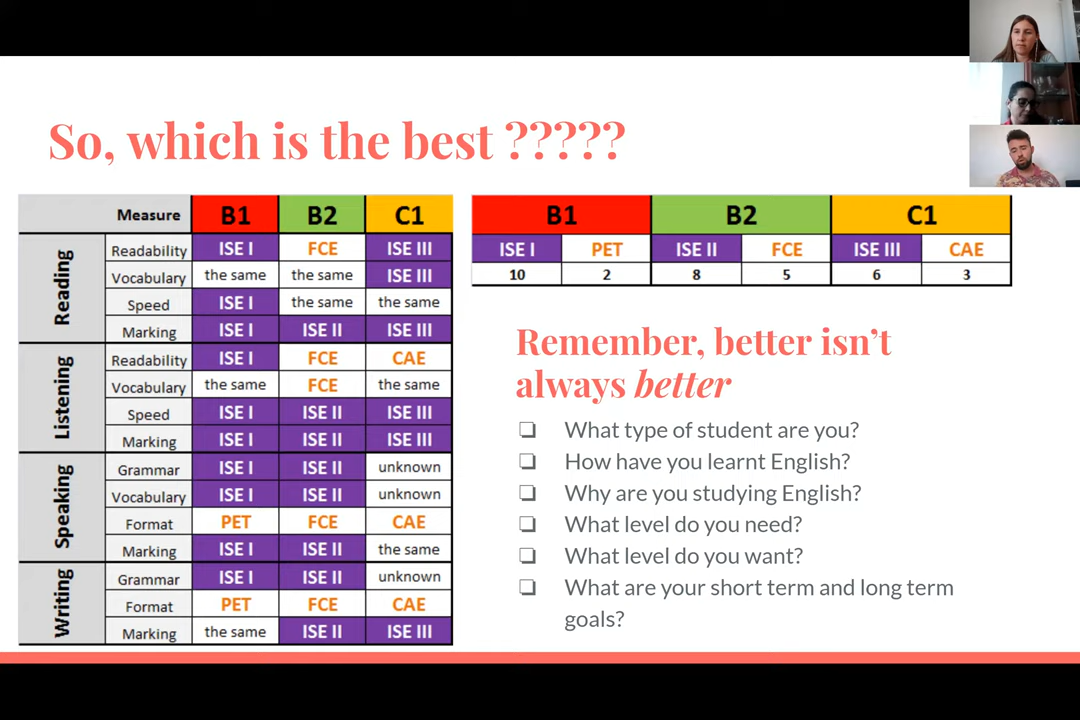 So, which is the best ?????
Measure B1 B2 C1
Reading
Readability ISE I FCE ISE III
Vocabulary the same the same ISE III
Speed ISE I the same the same
Marking ISE I ISE II ISE III
Listening
Readability ISE I FCE CAE
Vocabulary the same FCE the same
Speed ISE I ISE II ISE III
Marking ISE I ISE II ISE III
Speaking
Grammar ISE I ISE II unknown
Vocabulary ISE I ISE II unknown
Format PET FCE CAE
Marking ISE I ISE II the same
Writing
Grammar ISE I ISE II unknown
Format PET FCE CAE
Marking the same ISE II ISE III
B1 B2 C1
ISE I PET ISE II FCE ISE III CAE
10 2 8 5 6 3
Remember, better isn’t
always better
❑ What type of student are you?
❑ How have you learnt English?
❑ Why are you studying English?
❑ What level do you need?
❑ What level do you want?
❑ What are your short term and long term
goals?